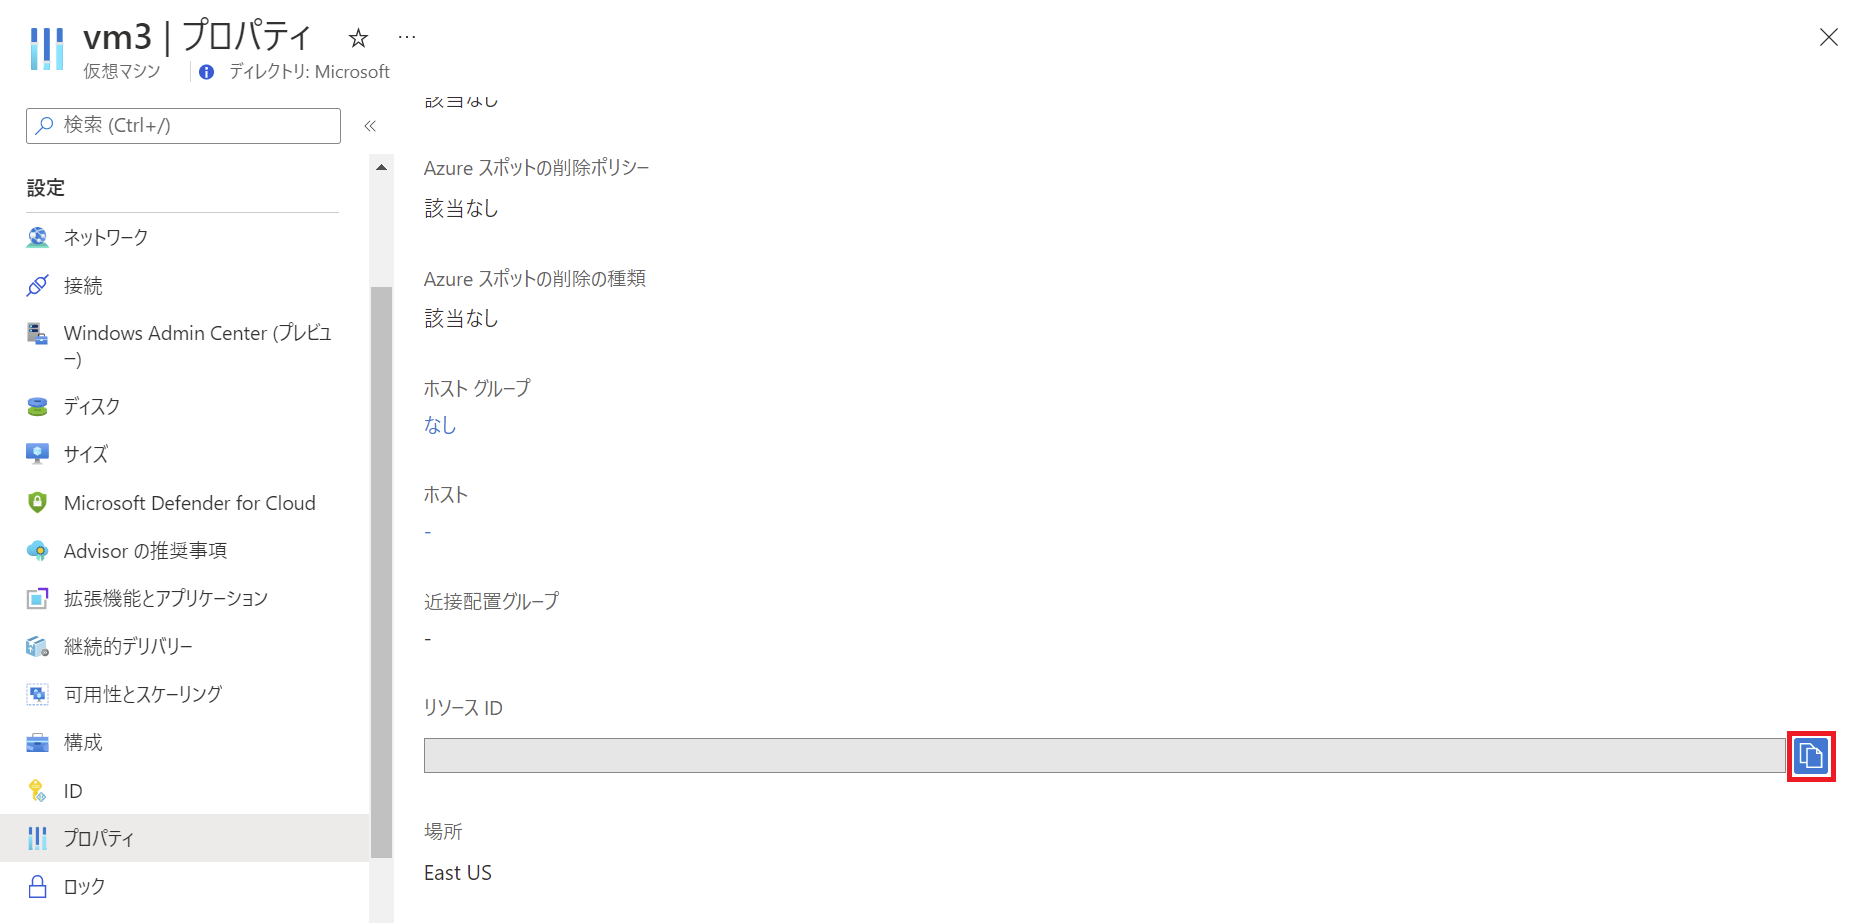 vm3 | プロパティ
仮想マシン
ディレクトリ: Microsoft
検索 (Ctrl+/)
設定
ネットワーク
接続
Windows Admin Center (プレビュ
ー)
ディスク
サイズ
Microsoft Defender for Cloud
Advisor の推奨事項
拡張機能とアプリケーション
継続的デリバリー
可用性とスケーリング
構成
ID
プロパティ
ロック
該当なし
Azure スポットの削除ポリシー
該当なし
Azure スポットの削除の種類
該当なし
ホスト グループ
なし
ホスト
-
近接配置グループ
-
リソース ID
場所
East US